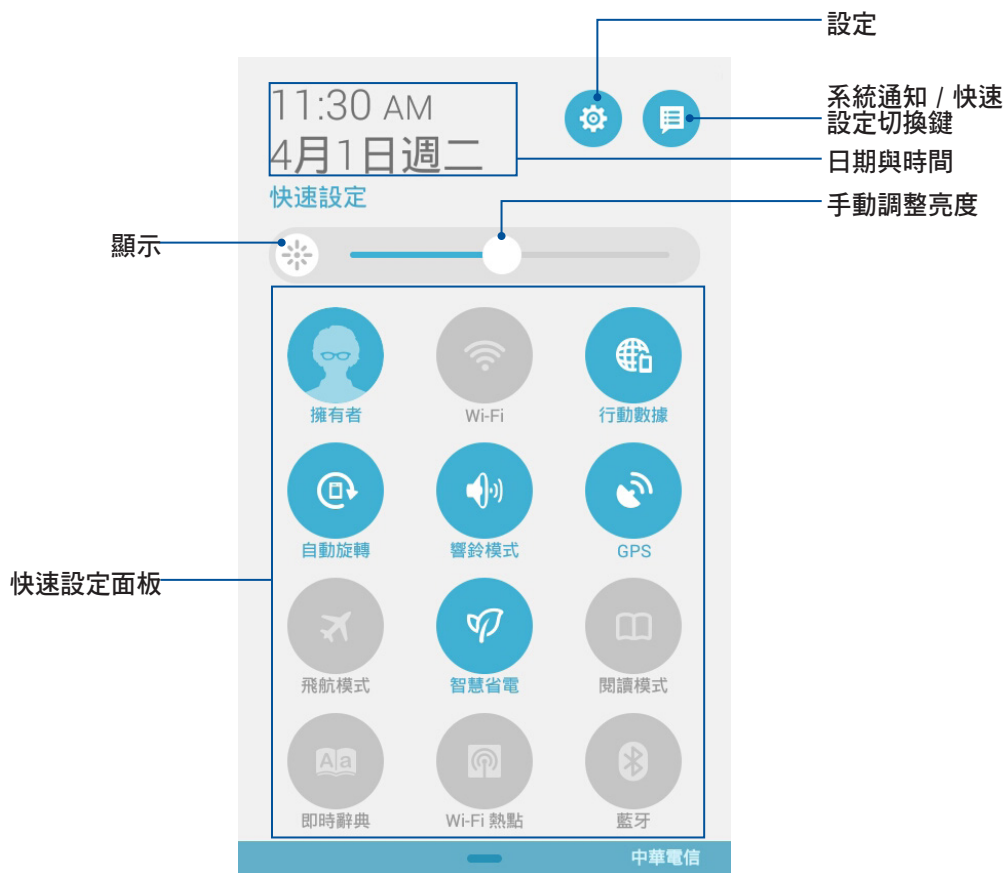 設定
系統通知 / 快速
設定切換鍵
日期與時間
手動調整亮度
顯示
快速設定面板
11:30 AM
4月1日週二
快速設定
擁有者
Wi-Fi
行動數據
自動旋轉
響鈴模式
GPS
飛航模式
智慧省電
閱讀模式
Aa
即時辭典
Wi-Fi 熱點
藍牙
中華電信